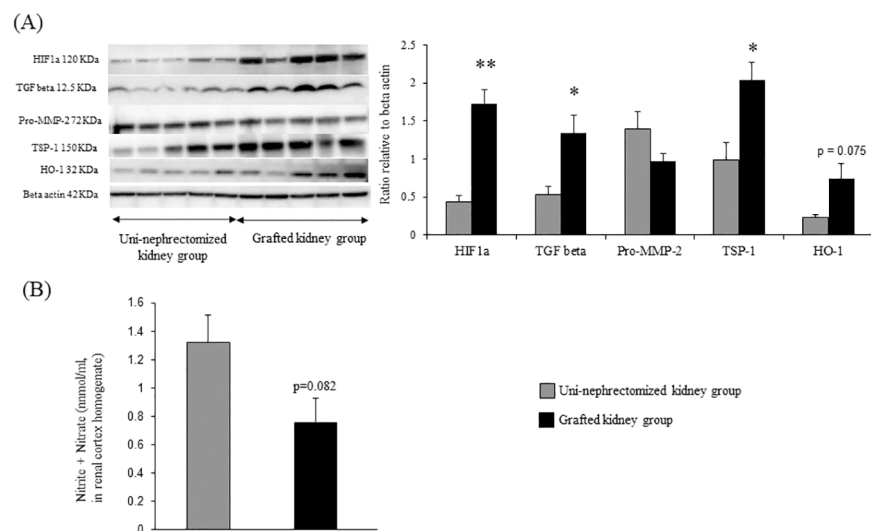 (A)
HIF1a 120 KDa
TGF beta 12.5 KDa
Pro-MMP-2 72 KDa
TSP-1 150 KDa
HO-1 32 KDa
Beta actin 42 KDa
Uni-nephrectomized
kidney group
Grafted kidney group
Ratio relative to beta actin
2.5
2
1.5
1
0.5
0
**
*
*
p = 0.075
HIF1a
TGF beta
Pro-MMP-2
TSP-1
HO-1
(B)
Nitrite + Nitrate (nnmol/ml,
in renal cortex homogenate)
1.6
1.4
1.2
1
0.8
0.6
0.4
0.2
0
p=0.082
Uni-nephrectomized kidney group
Grafted kidney group